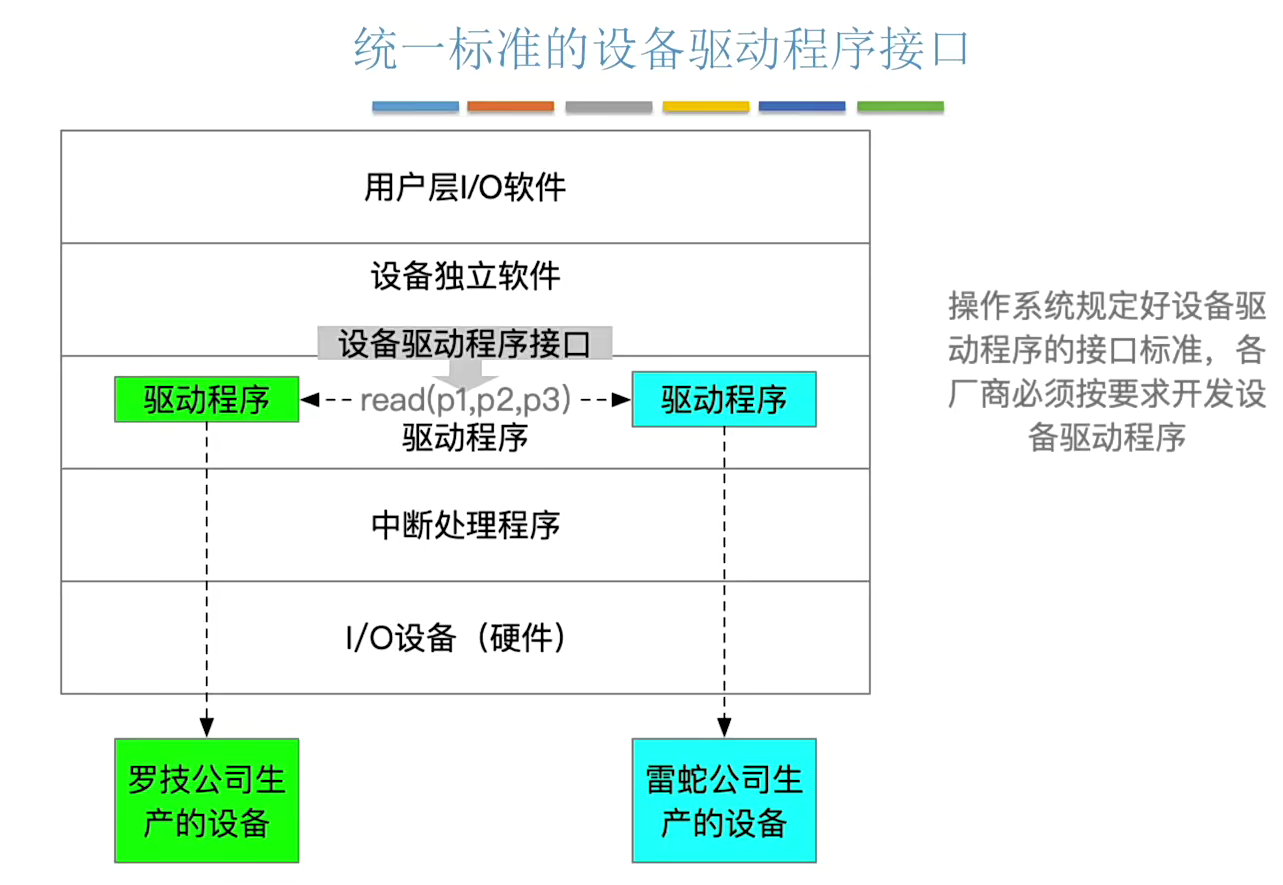 统一标准的设备驱动程序接口
用户层I/O软件
设备独立软件
设备驱动程序接口
驱动程序
read(p1,p2,p3)
驱动程序
驱动程序
中断处理程序
I/O设备（硬件）
罗技公司生
产的设备
雷蛇公司生
产的设备
操作系统规定好设备驱
动程序的接口标准，各
厂商必须按要求开发设
备驱动程序